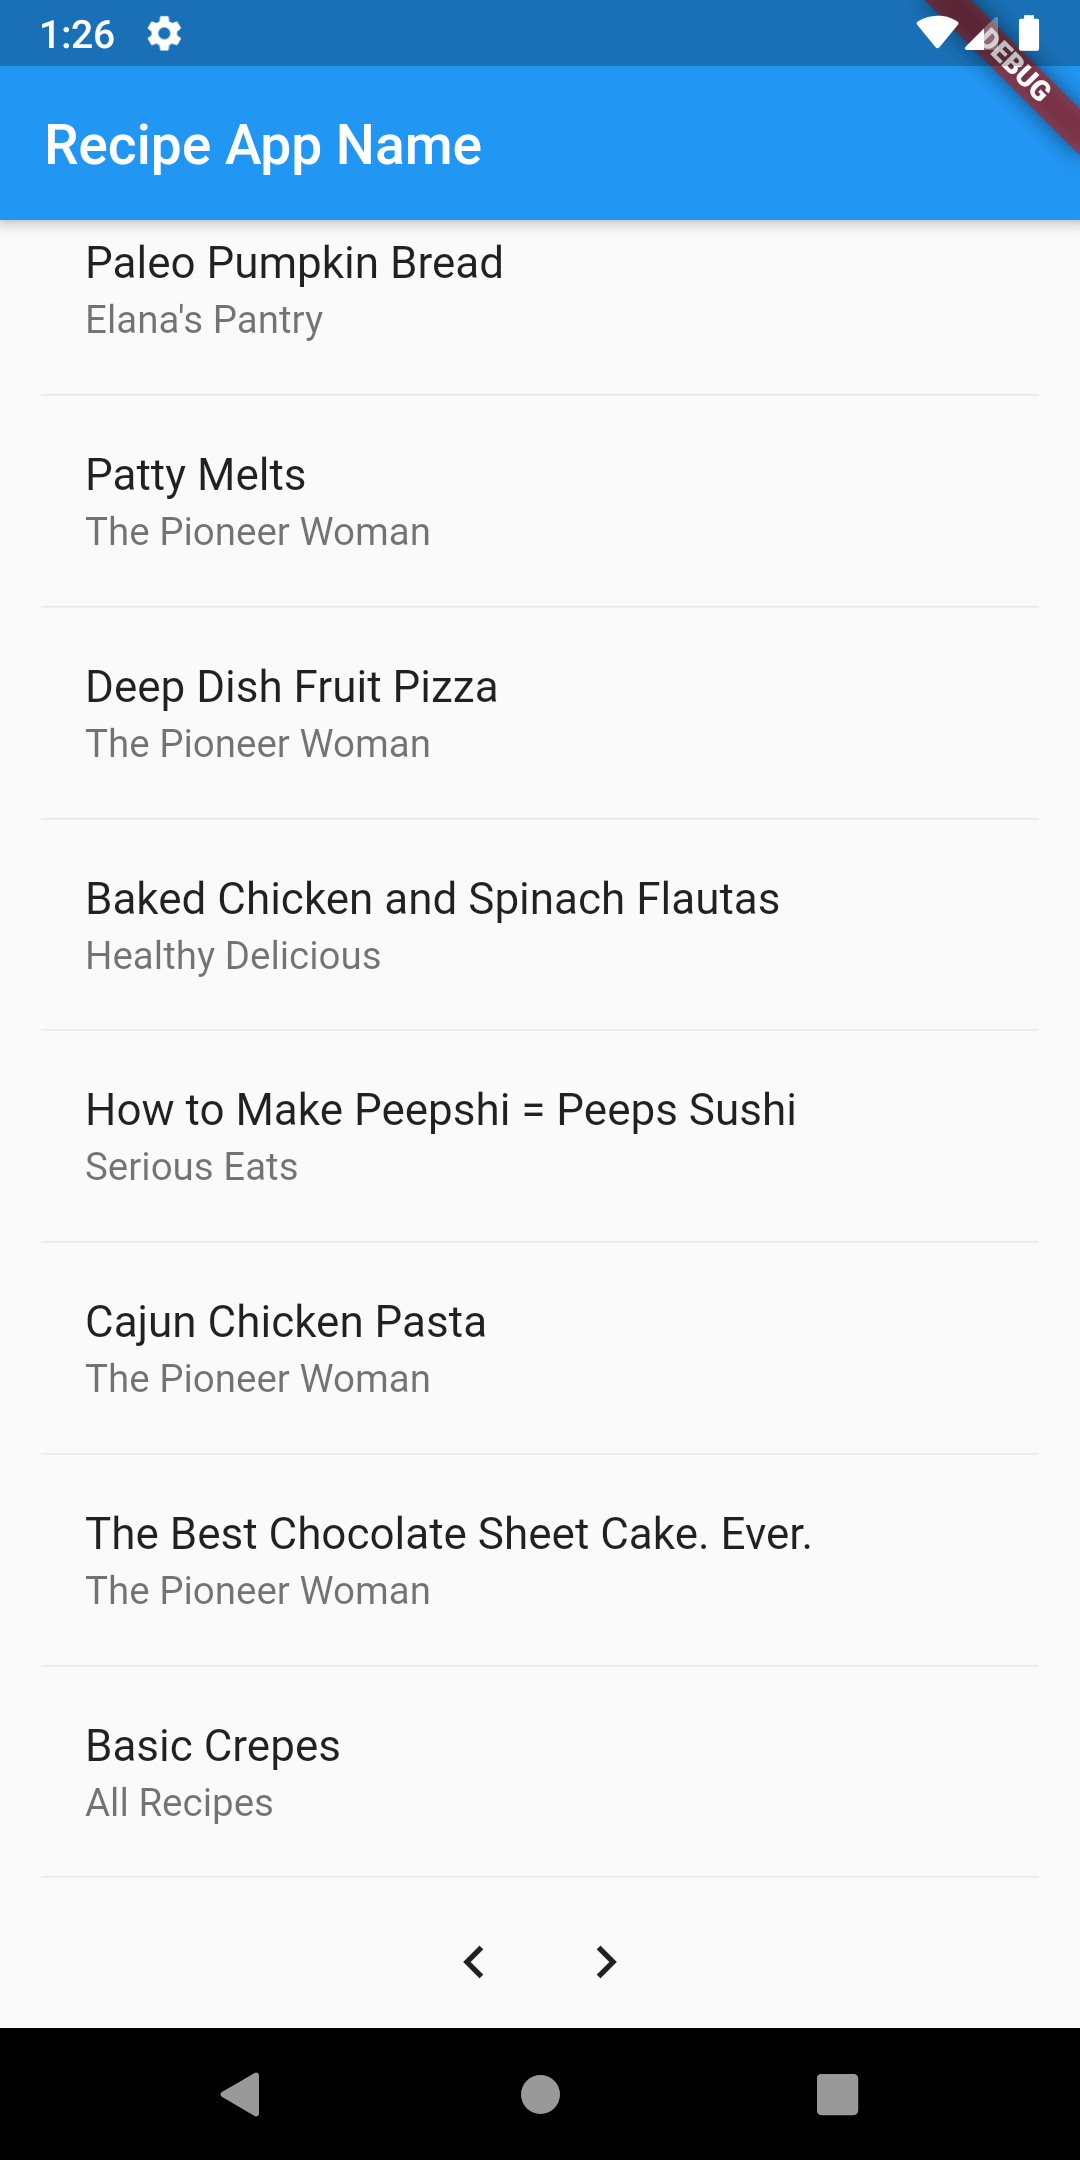 1:26
DEBUG
Recipe App Name
Paleo Pumpkin Bread
Elana's Pantry
Patty Melts
The Pioneer Woman
Deep Dish Fruit Pizza
The Pioneer Woman
Baked Chicken and Spinach Flautas
Healthy Delicious
How to Make Peepshi = Peeps Sushi
Serious Eats
Cajun Chicken Pasta
The Pioneer Woman
The Best Chocolate Sheet Cake. Ever.
The Pioneer Woman
Basic Crepes
All Recipes